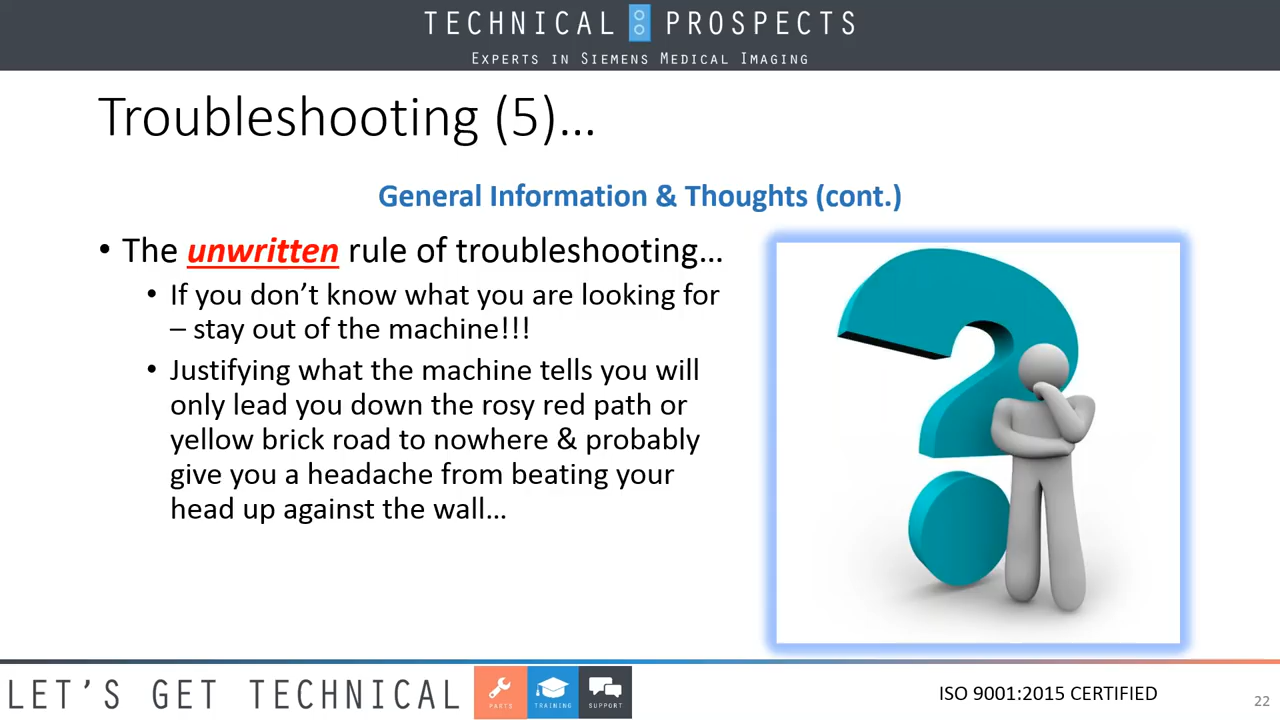 TECHNICAL PROSPECTS
EXPERTS IN SIEMENS MEDICAL IMAGING
Troubleshooting (5)…
General Information & Thoughts (cont.)
• The unwritten rule of troubleshooting…
• If you don’t know what you are looking for
– stay out of the machine!!!
• Justifying what the machine tells you will
only lead you down the rosy red path or
yellow brick road to nowhere & probably
give you a headache from beating your
head up against the wall…
LET’S GET TECHNICAL
PARTS
TRAINING
SUPPORT
ISO 9001:2015 CERTIFIED
22